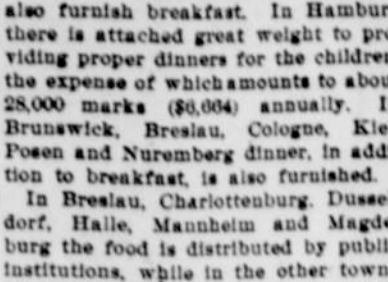 also furnish breakfast. In Hambur
there is attached great weight to pro
viding proper dinners for the children
the expense of which amounts to abou
28,000 marks ($6,664) annually. I
Brunswick, Breslau, Cologne, Kie
Posen and Nuremberg dinner, in addi
tion to breakfast, is also furnished.
In Breslau, Charlottenburg. Dussel
dorf, Halle, Mannheim and Magde
burg the food is distributed by publi
institutions, while in the other town